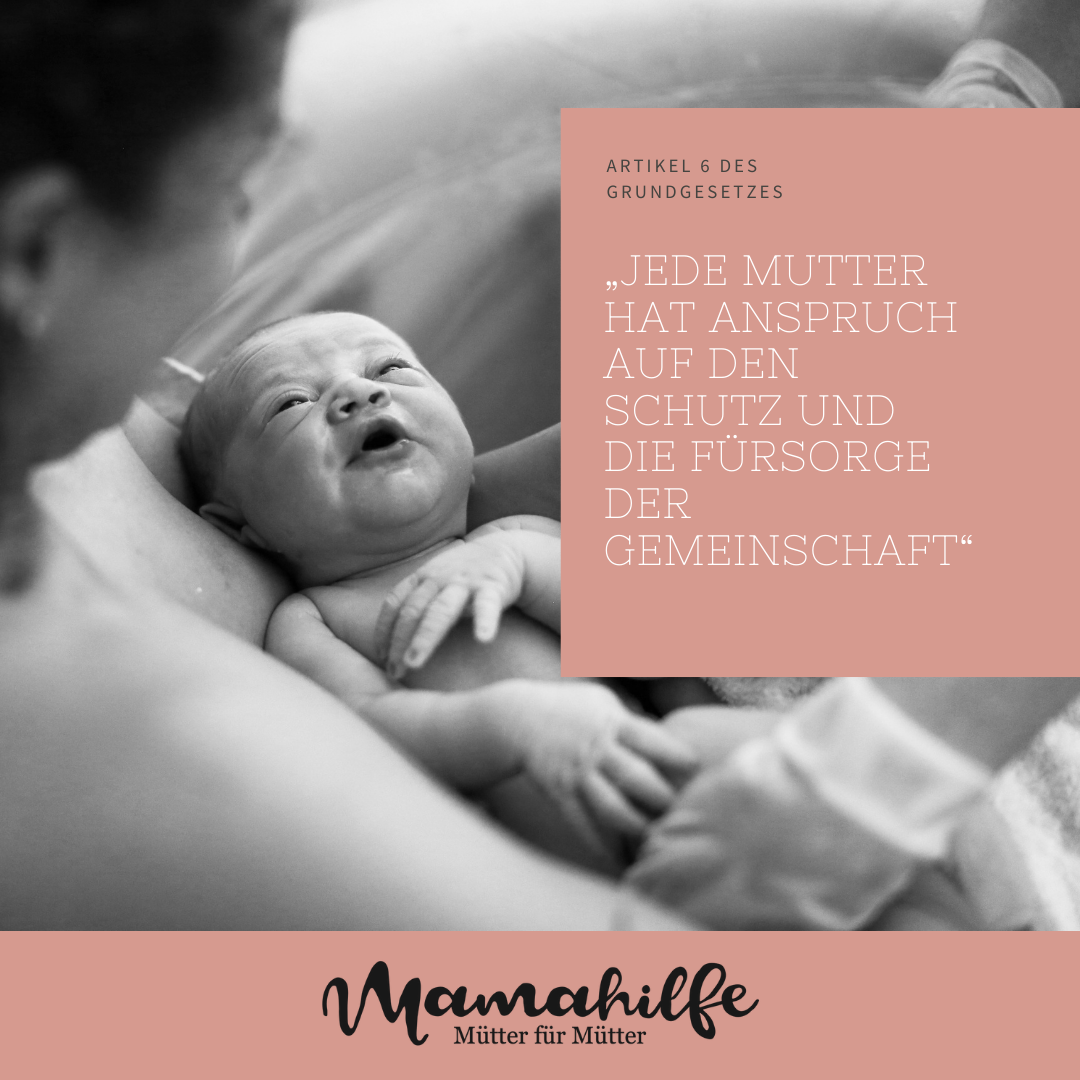 ARTIKEL 6 DES
GRUNDGESETZES
„JEDE MUTTER
HAT ANSPRUCH
AUF DEN
SCHUTZ UND
DIE FÜRSORGE
DER
GEMEINSCHAFT“
Mamahilfe
Mütter für Mütter